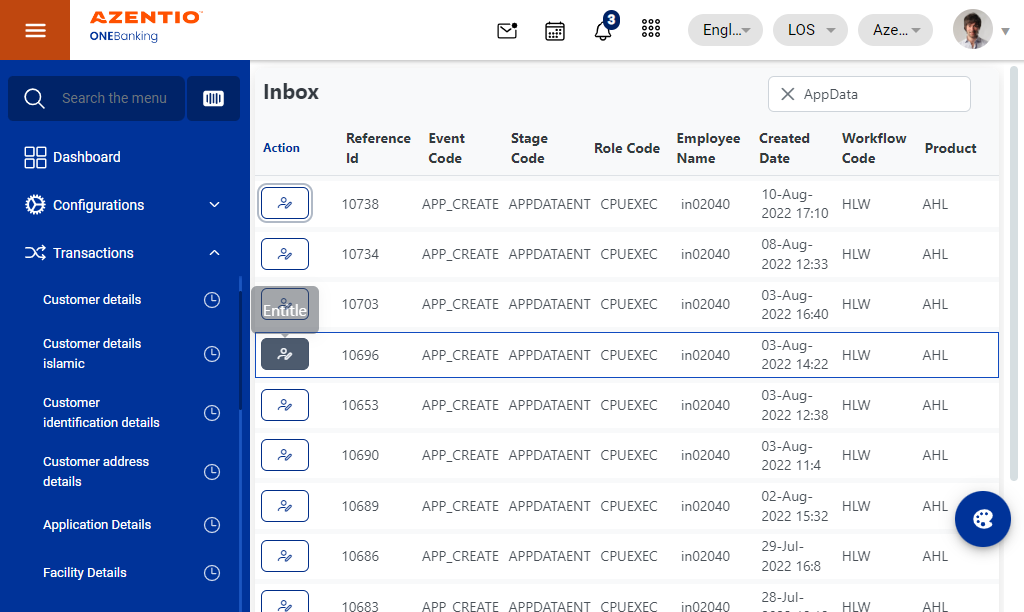 AZENTIO
ONEBanking
3
Engl...
LOS
Aze...
Search the menu
Dashboard
Configurations
Transactions
Customer details
Customer details
islamic
Customer
identification details
Customer address
details
Application Details
Facility Details
Inbox
AppData
Action
Reference
Id
Event
Code
Stage
Code
Role Code
Employee
Name
Created
Date
Workflow
Code
Product
10738 APP_CREATE APPDATAENT CPUEXEC in02040 10-Aug-
2022 17:10 HLW AHL
10734 APP_CREATE APPDATAENT CPUEXEC in02040 08-Aug-
2022 12:33 HLW AHL
Entitle
10703 APP_CREATE APPDATAENT CPUEXEC in02040 03-Aug-
2022 16:40 HLW AHL
10696 APP_CREATE APPDATAENT CPUEXEC in02040 03-Aug-
2022 14:22 HLW AHL
10653 APP_CREATE APPDATAENT CPUEXEC in02040 03-Aug-
2022 12:38 HLW AHL
10690 APP_CREATE APPDATAENT CPUEXEC in02040 03-Aug-
2022 11:4 HLW AHL
10689 APP_CREATE APPDATAENT CPUEXEC in02040 02-Aug-
2022 15:32 HLW AHL
10686 APP_CREATE APPDATAENT CPUEXEC in02040 29-Jul-
2022 16:8 HLW AHL
10683 APP_CREATE APPDATAENT CPUEXEC in02040 28-Jul-
HLW AHL